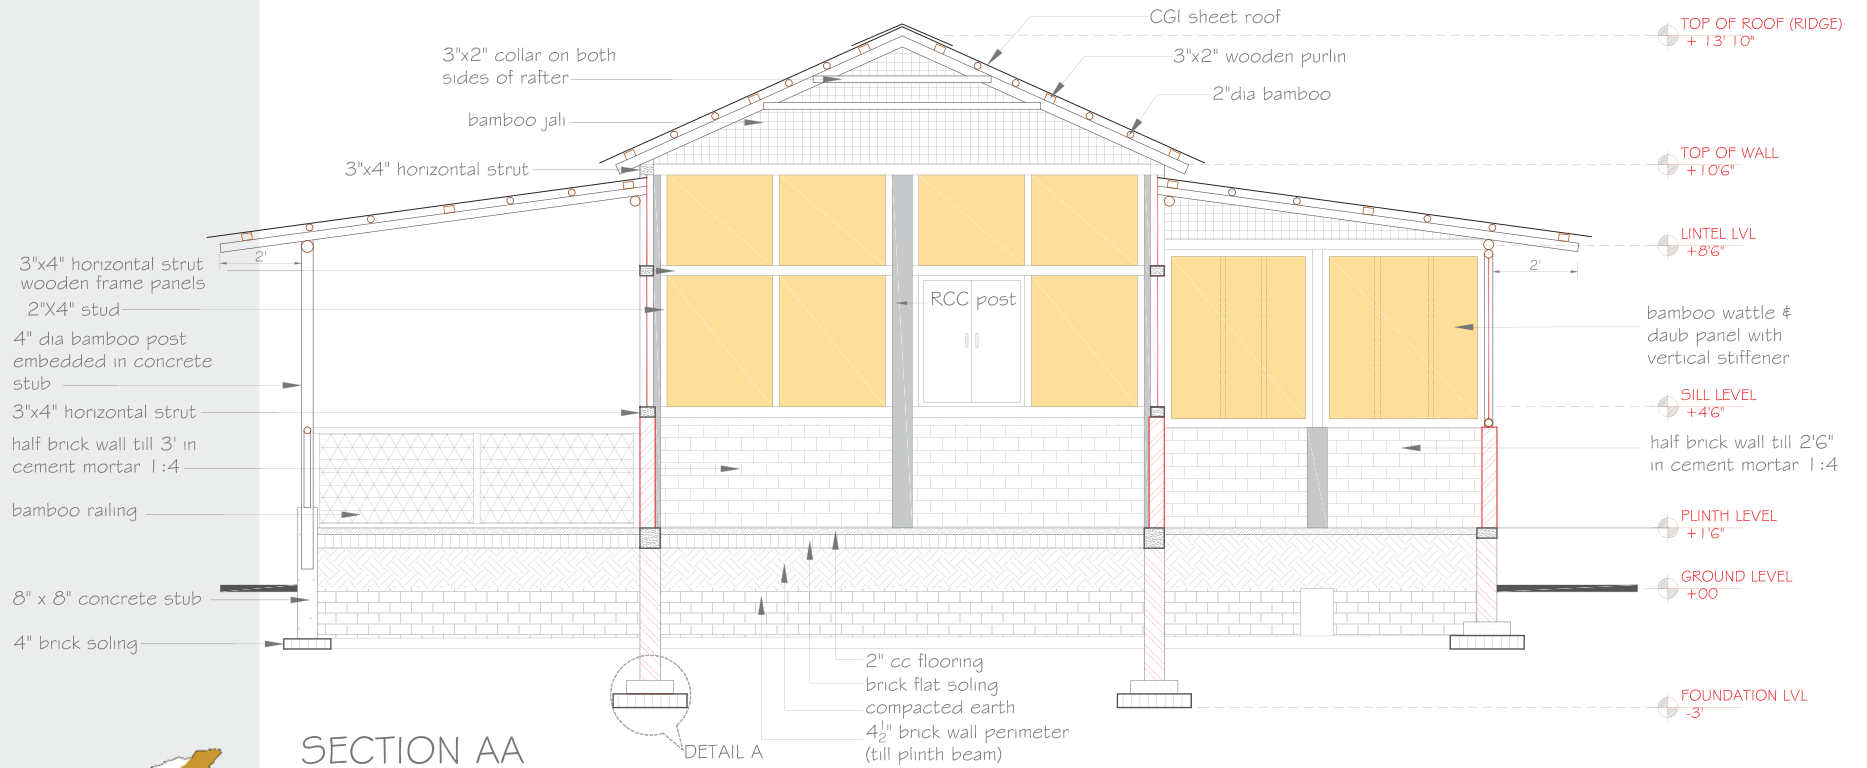 CGI sheet roof
3"x2" collar on both
sides of rafter
3"x2" wooden purlin
2"dia bamboo
bamboo jali
3"x4" horizontal strut
TOP OF ROOF (RIDGE)
+ 13' 10"
TOP OF WALL
+10'6"
LINTEL LVL
+8'6"
2'
2'
3"x4" horizontal strut
wooden frame panels
2"X4" stud
4" dia bamboo post
embedded in concrete
stub
3"x4" horizontal strut
half brick wall till 3' in
cement mortar 1:4
bamboo railing
8" x 8" concrete stub
4" brick soling
RCC post
bamboo wattle &
daub panel with
vertical stiffener
SILL LEVEL
+4'6"
half brick wall till 2'6"
in cement mortar 1:4
PLINTH LEVEL
+1'6"
GROUND LEVEL
+00
FOUNDATION LVL
-3'
2" cc flooring
brick flat soling
compacted earth
4½" brick wall perimeter
(till plinth beam)
DETAIL A
SECTION AA